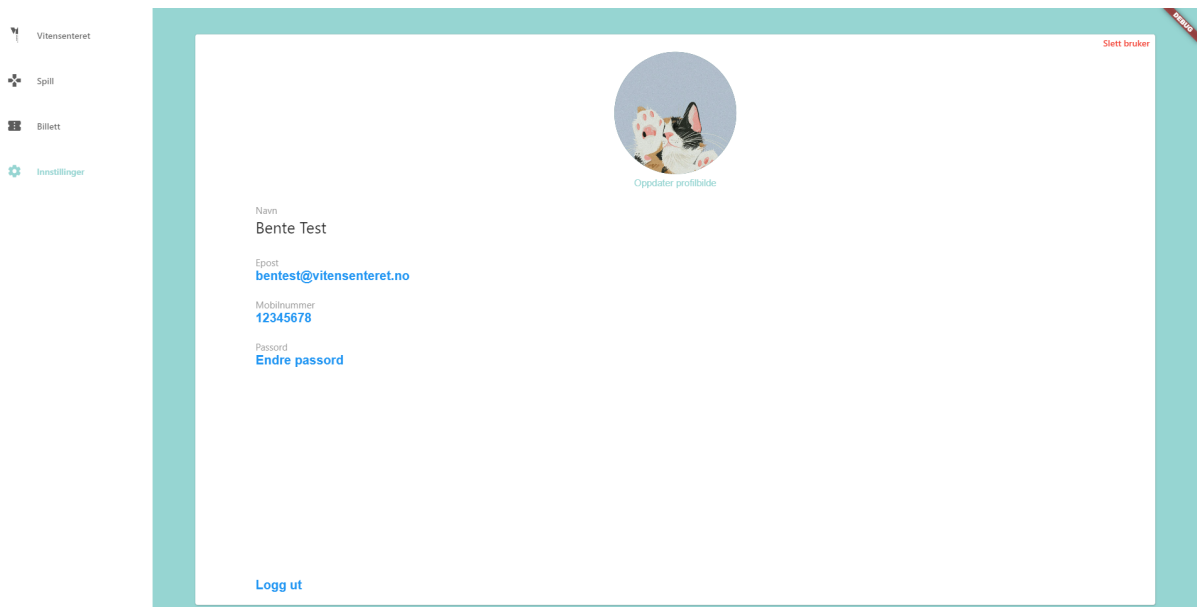 Vitensenteret
Spill
Billett
Innstillinger
DEBUG
Slett bruker
Oppdater profilbilde
Navn
Bente Test
Epost
bentest@vitensenteret.no
Mobilnummer
12345678
Passord
Endre passord
Logg ut